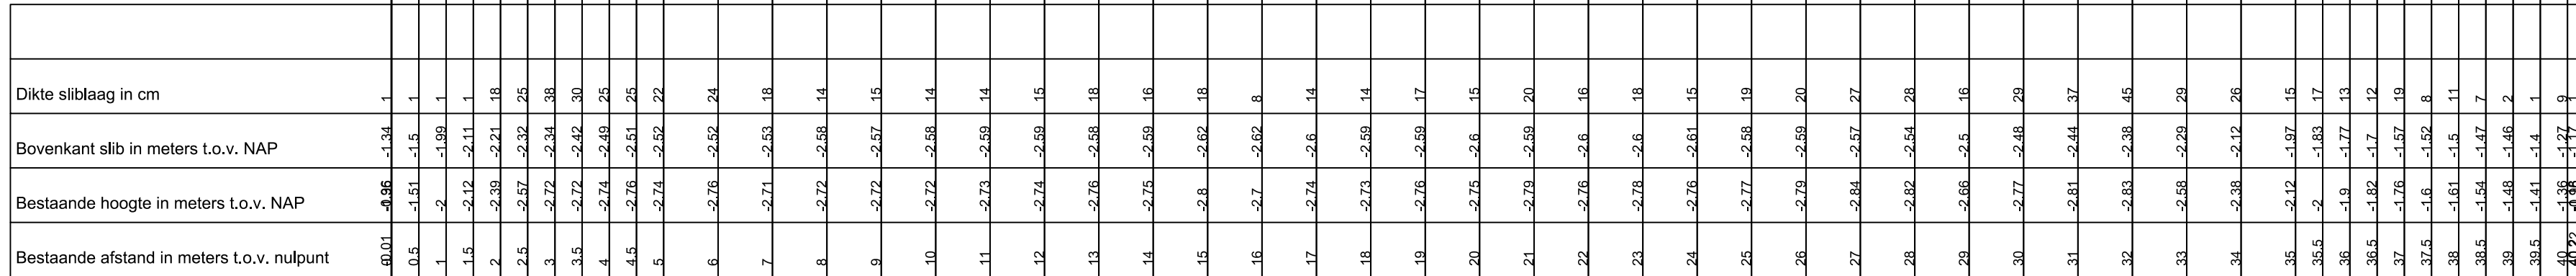 Dikte sliblaag in cm 1 1 1 1 18 25 38 30 25 25 22 24 18 14 15 14 14 15 18 16 18 8 14 14 17 15 20 16 18 15 19 20 27 28 16 29 37 45 29 26 15 17 13 12 19 8 11 7 2 1 9 1
Bovenkant slib in meters t.o.v. NAP -1.34 -1.5 -1.99 -2.11 -2.21 -2.32 -2.34 -2.42 -2.49 -2.51 -2.52 -2.52 -2.53 -2.58 -2.57 -2.58 -2.59 -2.59 -2.58 -2.59 -2.62 -2.62 -2.6 -2.59 -2.59 -2.6 -2.59 -2.6 -2.6 -2.61 -2.58 -2.59 -2.57 -2.54 -2.5 -2.48 -2.44 -2.38 -2.29 -2.12 -1.97 -1.83 -1.77 -1.7 -1.57 -1.52 -1.5 -1.47 -1.46 -1.4 -1.27 -1.17
Bestaande hoogte in meters t.o.v. NAP -1.51 -2 -2.12 -2.39 -2.57 -2.72 -2.72 -2.74 -2.76 -2.74 -2.76 -2.71 -2.72 -2.72 -2.72 -2.73 -2.74 -2.76 -2.75 -2.8 -2.7 -2.74 -2.73 -2.76 -2.75 -2.79 -2.76 -2.78 -2.76 -2.77 -2.79 -2.84 -2.82 -2.66 -2.77 -2.81 -2.83 -2.58 -2.38 -2.12 -2 -1.9 -1.82 -1.76 -1.6 -1.61 -1.54 -1.48 -1.41 -1.36
Bestaande afstand in meters t.o.v. nulpunt 0.5 1 1.5 2 2.5 3 3.5 4 4.5 5 6 7 8 9 10 11 12 13 14 15 16 17 18 19 20 21 22 23 24 25 26 27 28 29 30 31 32 33 34 35 35.5 36 36.5 37 37.5 38 38.5 39 39.5 40